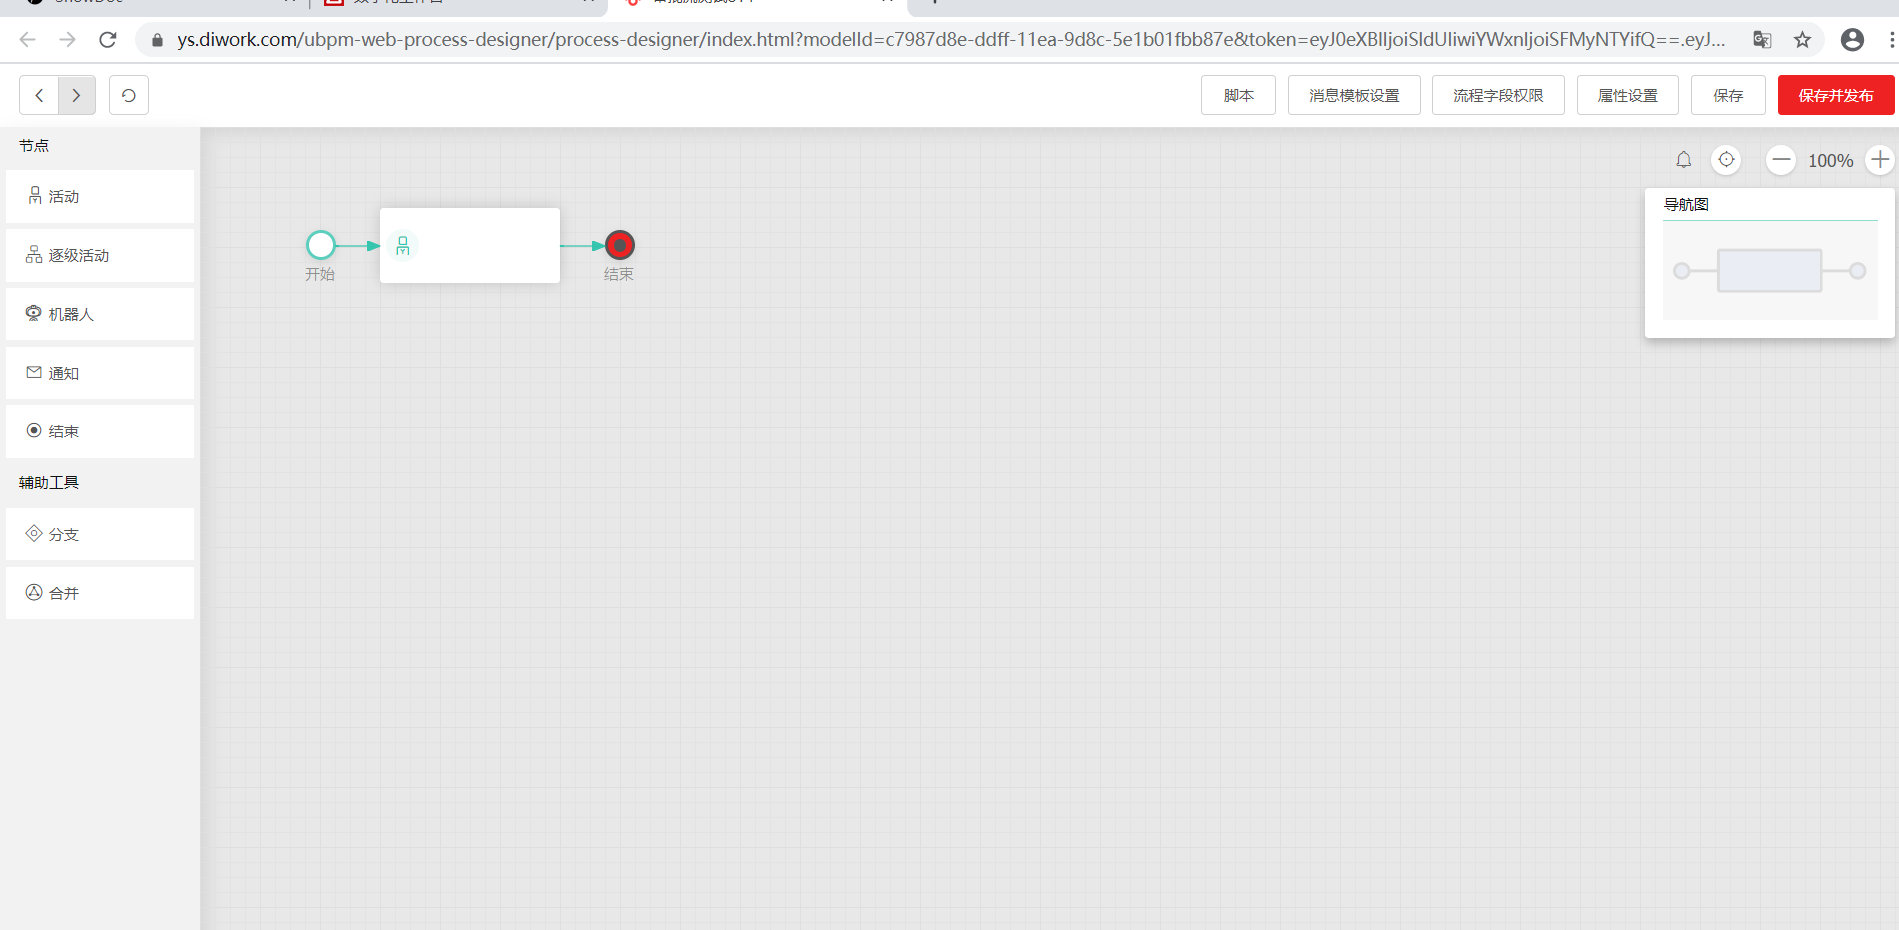 ys.diwork.com/ubpm-web-process-designer/process-designer/index.html?modelId=c7987d8e-ddff-11ea-9d8c-5e1b01fbb87e&token=eyJ0eXBlIjoiSldUIiwiYWxnIjoiSFMyNTYifQ==.eyJ...
脚本
消息模板设置
流程字段权限
属性设置
保存
保存并发布
节点
活动
逐级活动
机器人
通知
结束
辅助工具
分支
合并
开始
结束
100%
导航图